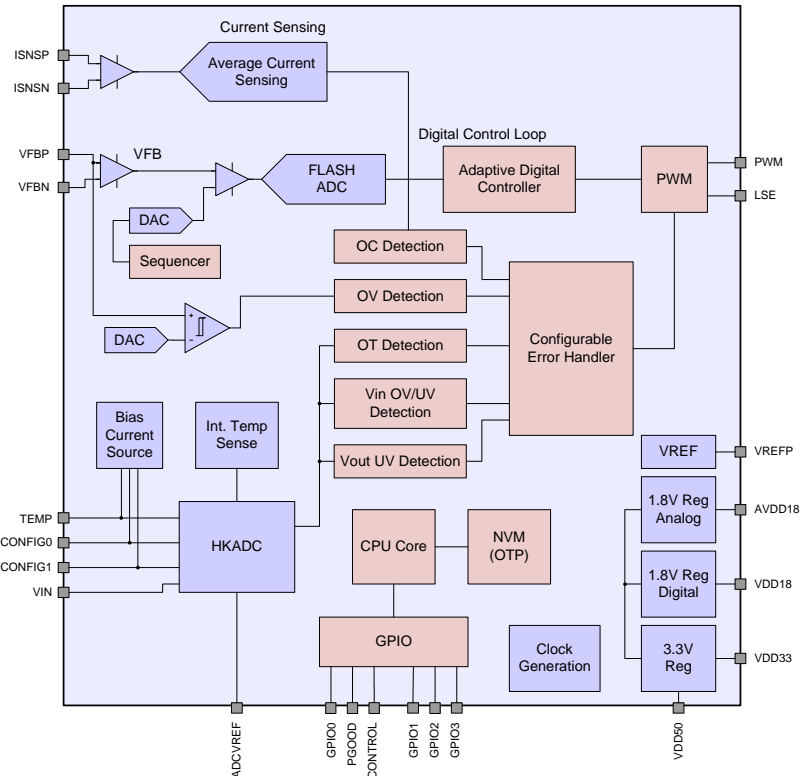 Current Sensing
ISNSP
ISNSN
Average Current
Sensing
Digital Control Loop
VFBP
VFBN
VFB
FLASH
ADC
Adaptive Digital
Controller
PWM
PWM
LSE
DAC
Sequencer
OC Detection
OV Detection
+
-
DAC
OT Detection
Configurable
Error Handler
Vin OV/UV
Detection
Vout UV Detection
Bias
Current
Source
Int. Temp
Sense
VREF
VREFP
1.8V Reg
Analog
AVDD18
TEMP
CONFIG0
CONFIG1
VIN
HKADC
CPU Core
NVM
(OTP)
1.8V Reg
Digital
VDD18
GPIO
Clock
Generation
3.3V
Reg
VDD33
ADCVREF
GPIO0
PGOOD
CONTROL
GPIO1
GPIO2
GPIO3
VDD50